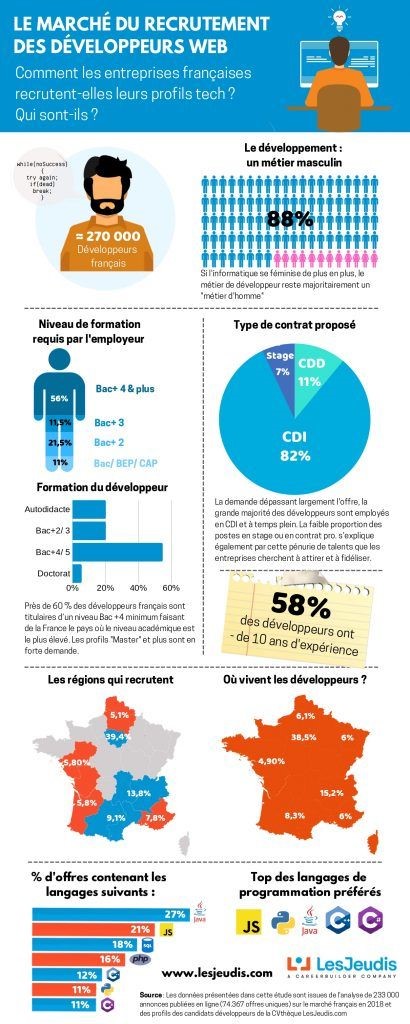 LE MARCHÉ DU RECRUTEMENT
DES DÉVELOPPEURS WEB
Comment les entreprises françaises
recrutent-elles leurs profils tech ?
Qui sont-ils ?
while(noSuccess)
{
try again;
if(dead)
break;
}
= 270 000
Développeurs
français
Le développement :
un métier masculin
88%
Si l'informatique se féminise de plus en plus, le
métier de développeur reste majoritairement un
"métier d'homme"
Niveau de formation
requis par l'employeur
56%
Bac+ 4 & plus
11,5%
Bac+ 3
21,5%
Bac+ 2
11%
Bac/ BEP/ CAP
Formation du développeur
Autodidacte
Bac+2/ 3
Bac+4/ 5
Doctorat
0% 20% 40% 60%
Près de 60 % des développeurs français sont
titulaires d'un niveau Bac +4 minimum faisant
de la France le pays où le niveau académique est
le plus élevé. Les profils "Master" et plus sont en
forte demande.
Type de contrat proposé
Stage
7%
CDD
11%
CDI
82%
La demande dépassant largement l'offre, la
grande majorité des développeurs sont employés
en CDI et à temps plein. La faible proportion des
postes en stage ou en contrat pro. s'explique
également par cette pénurie de talents que les
entreprises cherchent à attirer et à fidéliser.
58%
des développeurs ont
- de 10 ans d'expérience
Les régions qui recrutent
5,1%
39,4%
5,80%
5,8%
13,8%
9,1%
7,8%
Où vivent les développeurs ?
6,1%
38,5%
6%
4,90%
15,2%
8,3%
6%
% d'offres contenant les
langages suivants :
27%
Java
21%
JS
18%
SQL
16%
php
12%
11%
11%
Top des langages de
programmation préférés
JS
Java
C++
C#
www.lesjeudis.com
LesJeudis
A CAREERBUILDER COMPANY
Source : Les données présentées dans cette étude sont issues de l'analyse de 233 000
annonces publiées en ligne (74.367 offres uniques) sur le marché français en 2018 et
des profils des candidats développeurs de la CVthèque LesJeudis.com